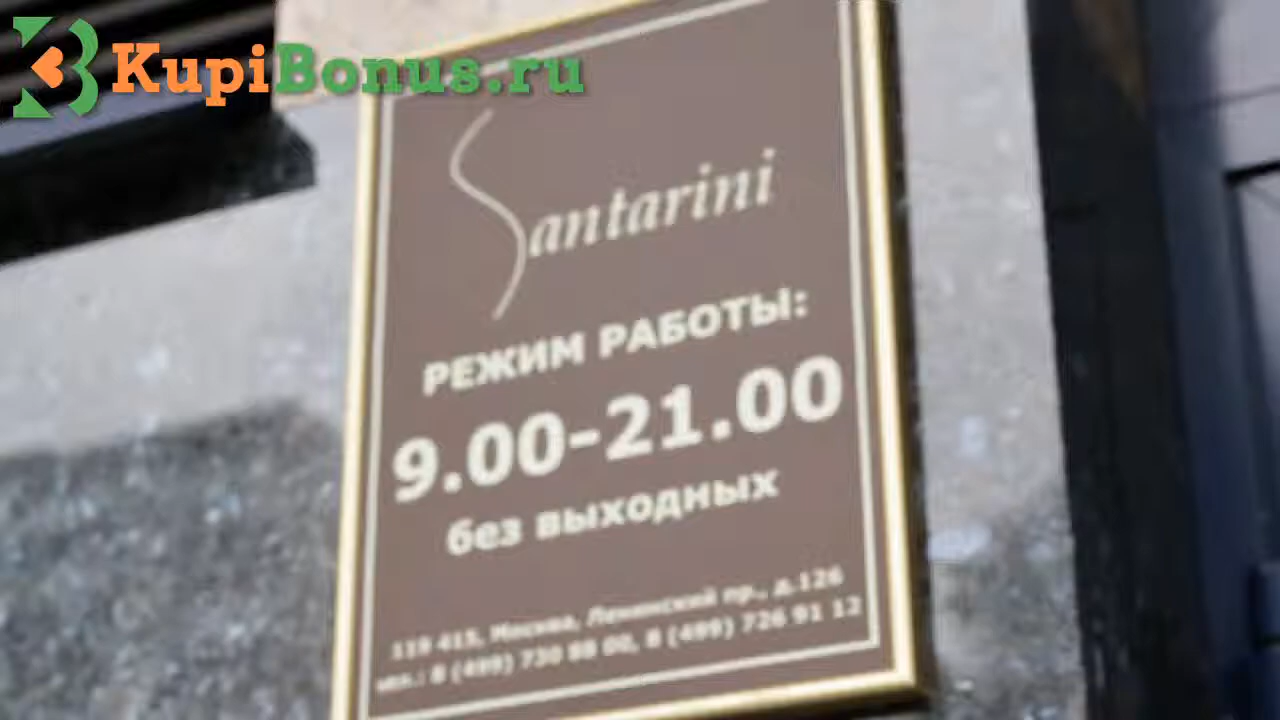 KupiBonus.ru
Santarini
РЕЖИМ РАБОТЫ:
9.00-21.00
без выходных
119 415, Москва, Ленинский пр., д.126
8 (499) 730 88 00, 8 (499) 726 91 12